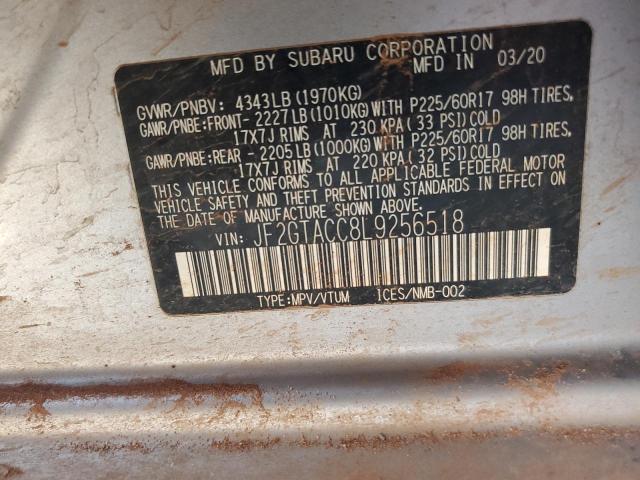 MFD BY SUBARU CORPORATION
MFD IN 03/20
GVWR/PNBV: 4343LB(1970KG)
GAWR/PNBE:FRONT- 2227LB(1010KG)WITH P225/60R17 98H TIRES,
17X7J RIMS AT 230 KPA(33 PSI)COLD
GAWR/PNBE:REAR - 2205LB(1000KG)WITH P225/60R17 98H TIRES,
17X7J RIMS AT 220 KPA(32 PSI)COLD
THIS VEHICLE CONFORMS TO ALL APPLICABLE FEDERAL MOTOR
VEHICLE SAFETY AND THEFT PREVENTION STANDARDS IN EFFECT ON
THE DATE OF MANUFACTURE SHOWN ABOVE.
VIN: JF2GTACC8L9256518
TYPE:MPV/VTUM ICES/NMB-002